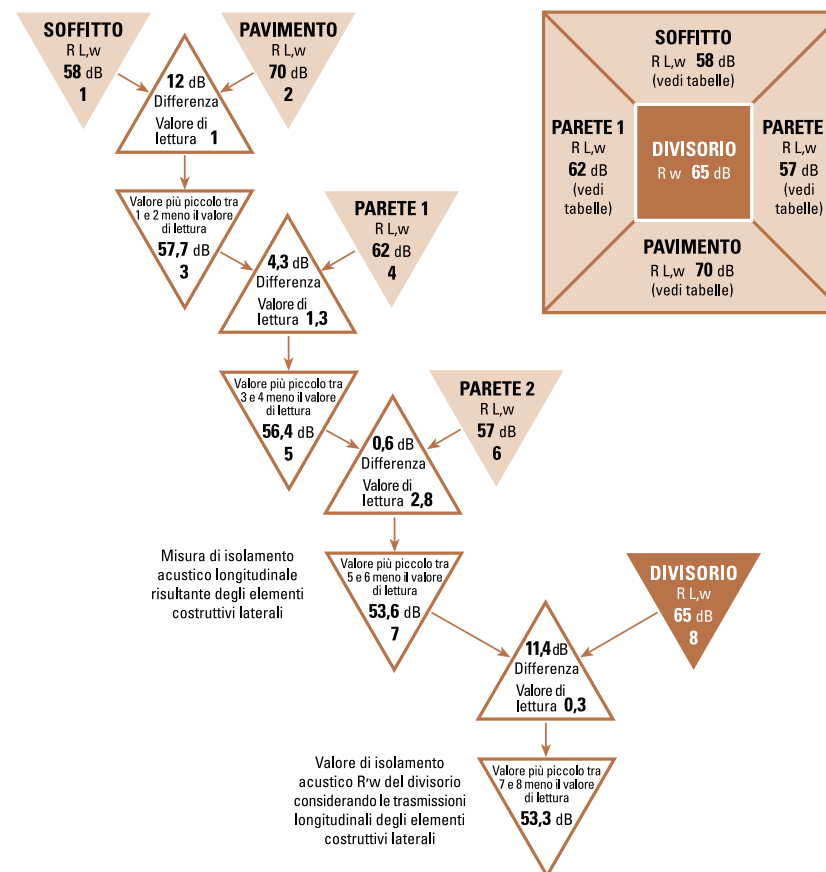 SOFFITTO
R L,w
58 dB
1
PAVIMENTO
R L,w
70 dB
2
12 dB
Differenza
Valore di
lettura 1
Valore più piccolo tra
1 e 2 meno il valore
di lettura
57,7 dB
3
PARETE 1
R L,w
62 dB
4
4,3 dB
Differenza
Valore di
lettura 1,3
Valore più piccolo tra
3 e 4 meno il valore
di lettura
56,4 dB
5
PARETE 2
R L,w
57 dB
6
0,6 dB
Differenza
Valore di
lettura 2,8
Misura di isolamento
acustico longitudinale
risultante degli elementi
costruttivi laterali
Valore più piccolo tra
5 e 6 meno il valore
di lettura
53,6 dB
7
DIVISORIO
R L,w
65 dB
8
11,4 dB
Differenza
Valore di
lettura 0,3
Valore di isolamento
acustico R'w del divisorio
considerando le trasmissioni
longitudinali degli elementi
costruttivi laterali
Valore più piccolo tra
7 e 8 meno il valore
di lettura
53,3 dB
SOFFITTO
R L,w 58 dB
(vedi tabelle)
PARETE 1
R L,w
62 dB
(vedi
tabelle)
DIVISORIO
R w 65 dB
PARETE
R L,w
57 dB
(vedi
tabelle)
PAVIMENTO
R L,w 70 dB
(vedi tabelle)